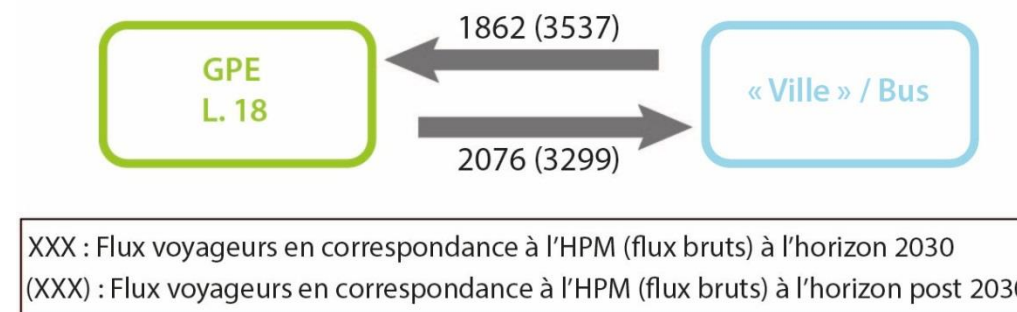 1862 (3537)
GPE
L. 18
« Ville » / Bus
2076 (3299)
XXX : Flux voyageurs en correspondance à l'HPM (flux bruts) à l'horizon 2030
(XXX) : Flux voyageurs en correspondance à l'HPM (flux bruts) à l'horizon post 2030